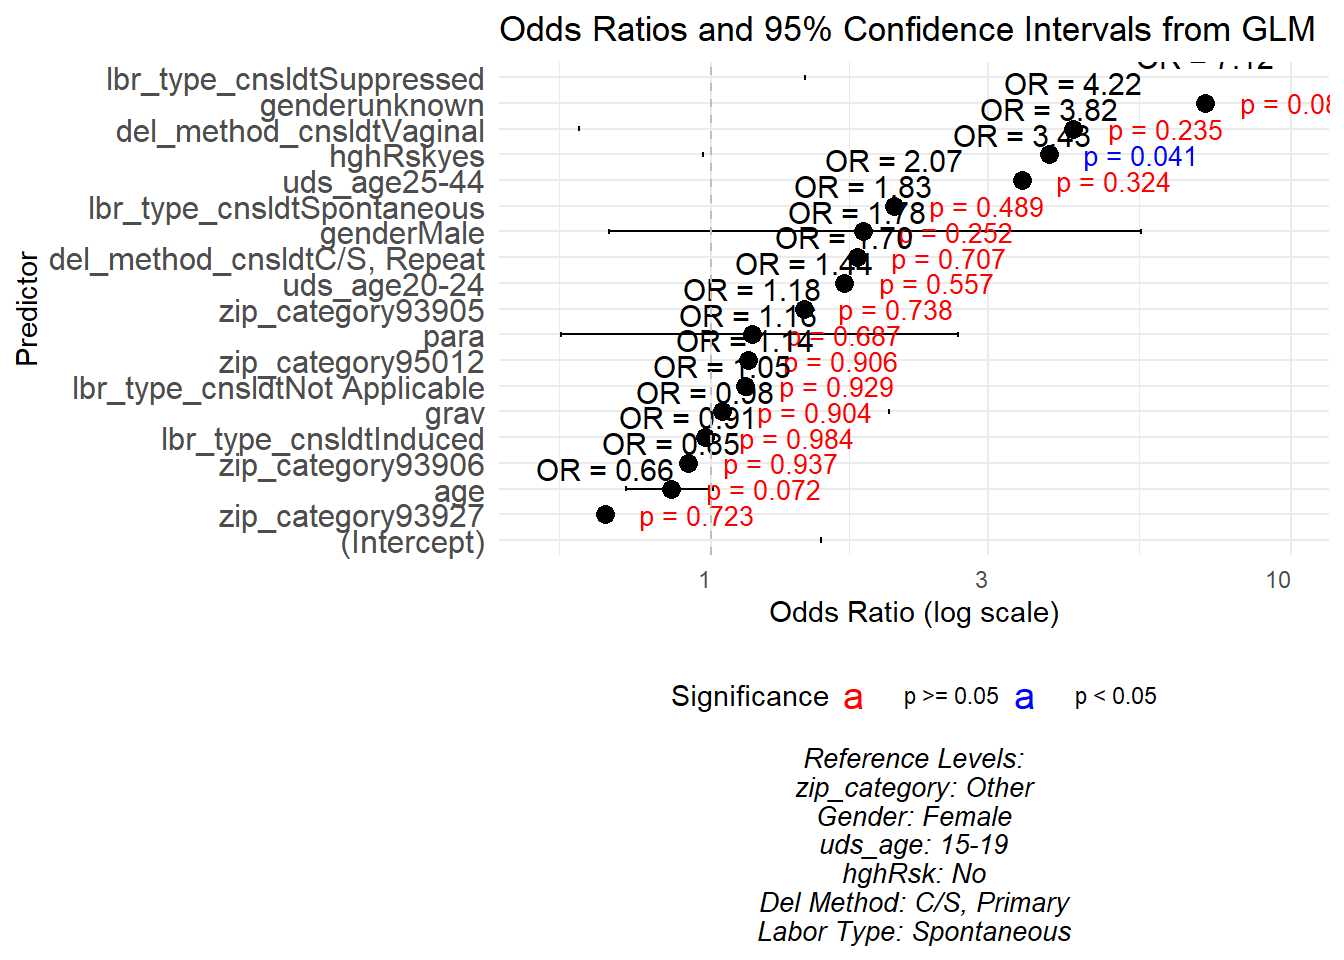 Odds Ratios and 95% Confidence Intervals from GLM
Predictor
lbr_type_cnsldtSuppressed
genderunknown
del_method_cnsldtVaginal
hghRskyes
uds_age25-44
lbr_type_cnsldtSpontaneous
genderMale
del_method_cnsldtC/S, Repeat
uds_age20-24
zip_category93905
para
zip_category95012
lbr_type_cnsldtNot Applicable
grav
lbr_type_cnsldtInduced
zip_category93906
age
zip_category93927
(Intercept)
OR = 7.12
OR = 4.22
p = 0.08
OR = 3.82
p = 0.235
OR = 3.43
p = 0.041
OR = 2.07
p = 0.324
OR = 1.83
p = 0.489
OR = 1.78
p = 0.252
OR = 1.70
p = 0.707
OR = 1.44
p = 0.557
OR = 1.18
p = 0.738
OR = 1.16
p = 0.687
OR = 1.14
p = 0.906
OR = 1.05
p = 0.929
OR = 0.98
p = 0.904
OR = 0.91
p = 0.984
OR = 0.85
p = 0.937
OR = 0.66
p = 0.072
p = 0.723
1 3 10
Odds Ratio (log scale)
Significance a p >= 0.05 a p < 0.05
Reference Levels:
zip_category: Other
Gender: Female
uds_age: 15-19
hghRsk: No
Del Method: C/S, Primary
Labor Type: Spontaneous